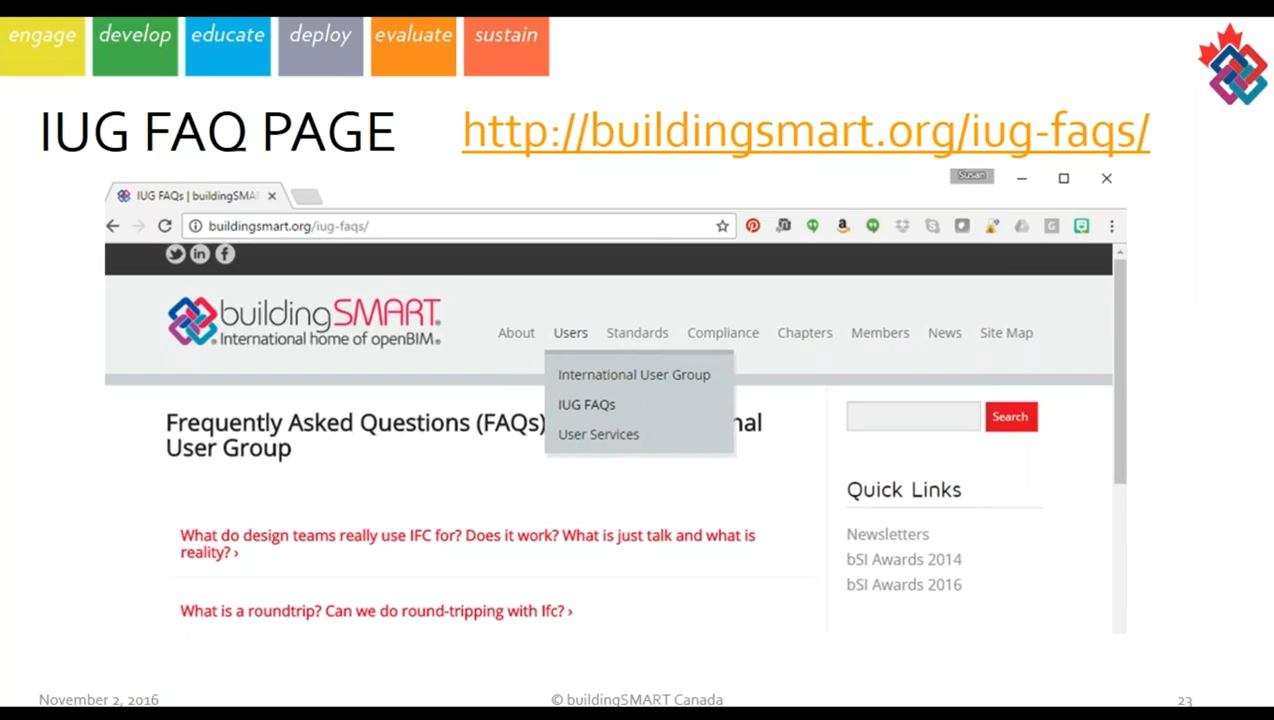 engage develop educate deploy evaluate sustain
IUG FAQ PAGE http://buildingsmart.org/iug-faqs/
Susan
IUG FAQs | buildingSMA
buildingsmart.org/iug-faqs/
buildingSMART
International home of openBIM
About Users Standards Compliance Chapters Members News Site Map
International User Group
IUG FAQs
User Services
Frequently Asked Questions (FAQs) nal
User Group
Search
Quick Links
Newsletters
bSI Awards 2014
bSI Awards 2016
What do design teams really use IFC for? Does it work? What is just talk and what is
reality? ›
What is a roundtrip? Can we do round-tripping with Ifc? ›
November 2, 2016 © buildingSMART Canada 23